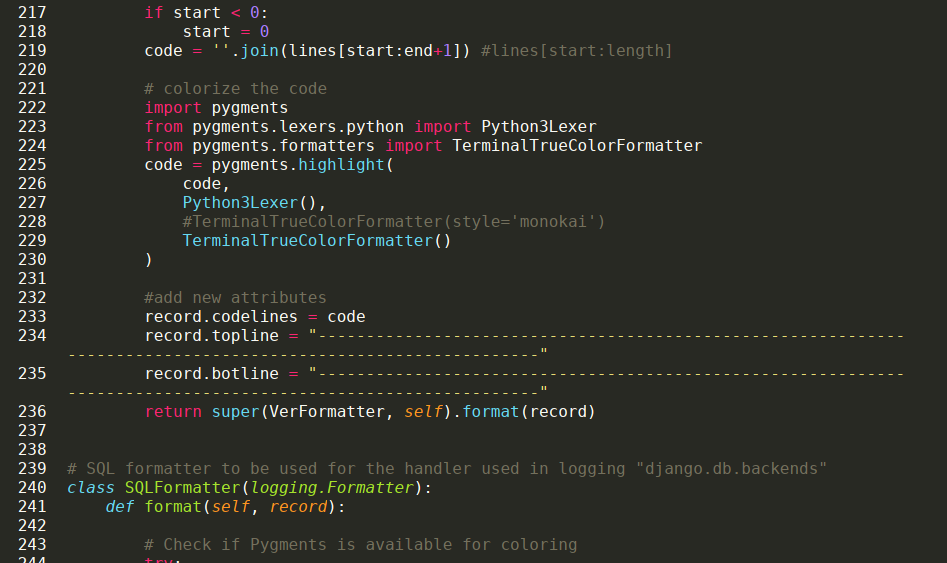 217 if start < 0:
218 start = 0
219 code = ''.join(lines[start:end+1]) #lines[start:length]
220
221 # colorize the code
222 import pygments
223 from pygments.lexers.python import Python3Lexer
224 from pygments.formatters import TerminalTrueColorFormatter
225 code = pygments.highlight(
226 code,
227 Python3Lexer(),
228 #TerminalTrueColorFormatter(style='monokai')
229 TerminalTrueColorFormatter()
230 )
231
232 #add new attributes
233 record.codelines = code
234 record.topline = "-------------------------------------------------------------
-------------------------------------------------"
235 record.botline = "-------------------------------------------------------------
-------------------------------------------------"
236 return super(VerFormatter, self).format(record)
237
238
239 # SQL formatter to be used for the handler used in logging "django.db.backends"
240 class SQLFormatter(logging.Formatter):
241 def format(self, record):
242
243 # Check if Pygments is available for coloring
244 try: